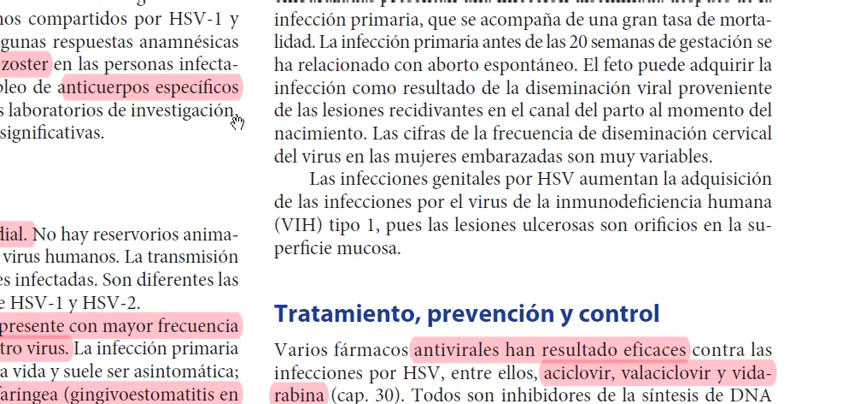 nos compartidos por HSV-1 y
gunas respuestas anamnésicas
zoster en las personas infecta-
pleo de anticuerpos específicos
s laboratorios de investigación,
significativas.
dial. No hay reservorios anima-
virus humanos. La transmisión
es infectadas. Son diferentes las
e HSV-1 y HSV-2.
presente con mayor frecuencia
tro virus. La infección primaria
a vida y suele ser asintomática;
faríngea (gingivoestomatitis en
infección primaria, que se acompaña de una gran tasa de morta-
lidad. La infección primaria antes de las 20 semanas de gestación se
ha relacionado con aborto espontáneo. El feto puede adquirir la
infección como resultado de la diseminación viral proveniente
de las lesiones recidivantes en el canal del parto al momento del
nacimiento. Las cifras de la frecuencia de diseminación cervical
del virus en las mujeres embarazadas son muy variables.
Las infecciones genitales por HSV aumentan la adquisición
de las infecciones por el virus de la inmunodeficiencia humana
(VIH) tipo 1, pues las lesiones ulcerosas son orificios en la su-
perficie mucosa.
Tratamiento, prevención y control
Varios fármacos antivirales han resultado eficaces contra las
infecciones por HSV, entre ellos, aciclovir, valaciclovir y vida-
rabina (cap. 30). Todos son inhibidores de la síntesis de DNA